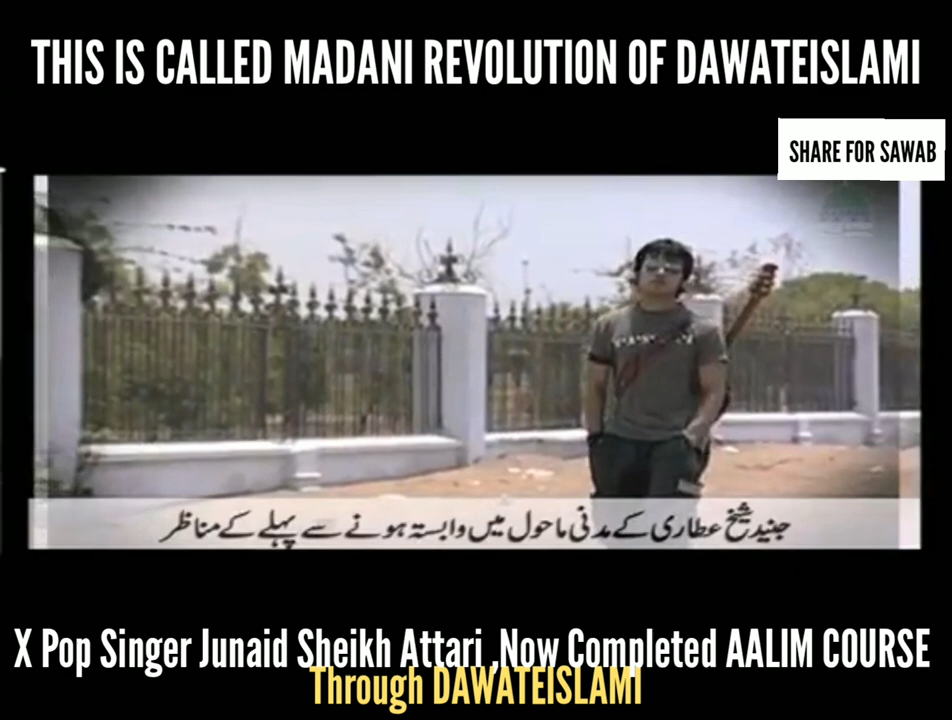 THIS IS CALLED MADANI REVOLUTION OF DAWATEISLAMI
SHARE FOR SAWAB
جنید شیخ عطاری کے مدنی ماحول میں وابستہ ہونے سے پہلے کے مناظر
X Pop Singer Junaid Sheikh Attari ,Now Completed AALIM COURSE
Through DAWATEISLAMI